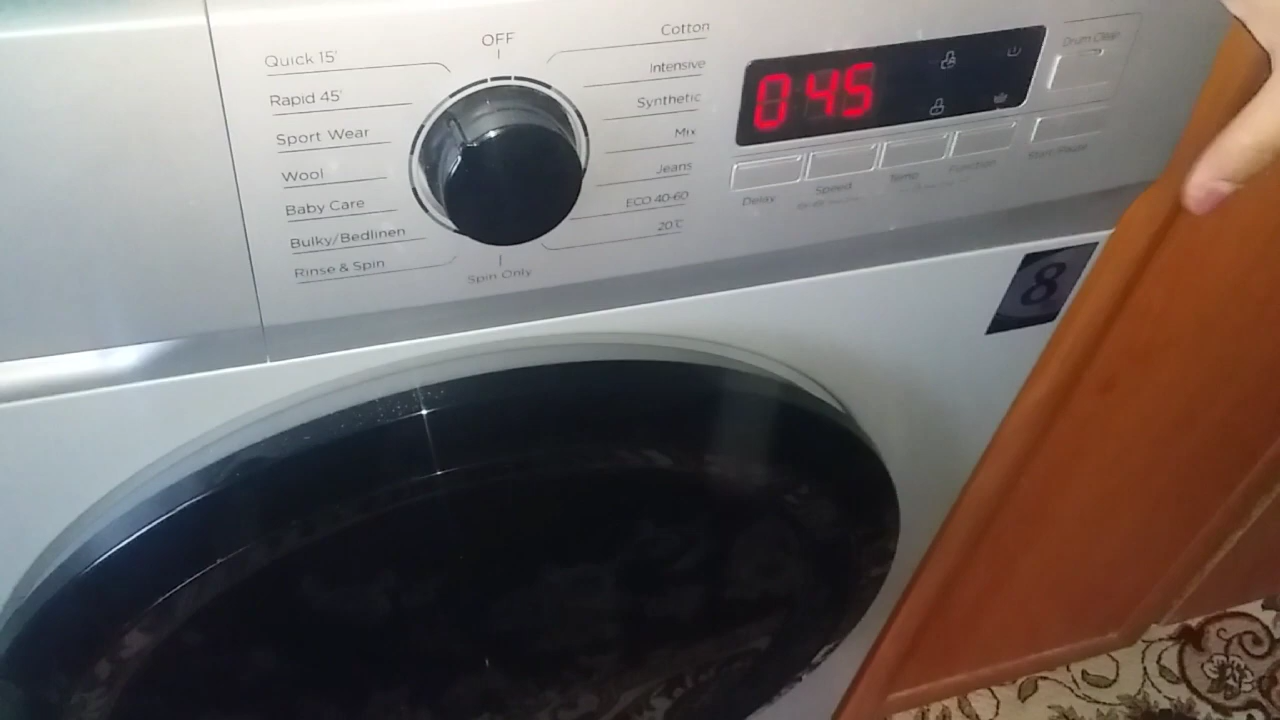 OFF
Quick 15'
Rapid 45'
Sport Wear
Wool
Baby Care
Bulky/Bedlinen
Rinse & Spin
Spin Only
Cotton
Intensive
Synthetic
Mix
Jeans
ECO 40-60
20℃
0 45
Drum Clean
Delay
Speed
Temp
Function
Start/Pause
8